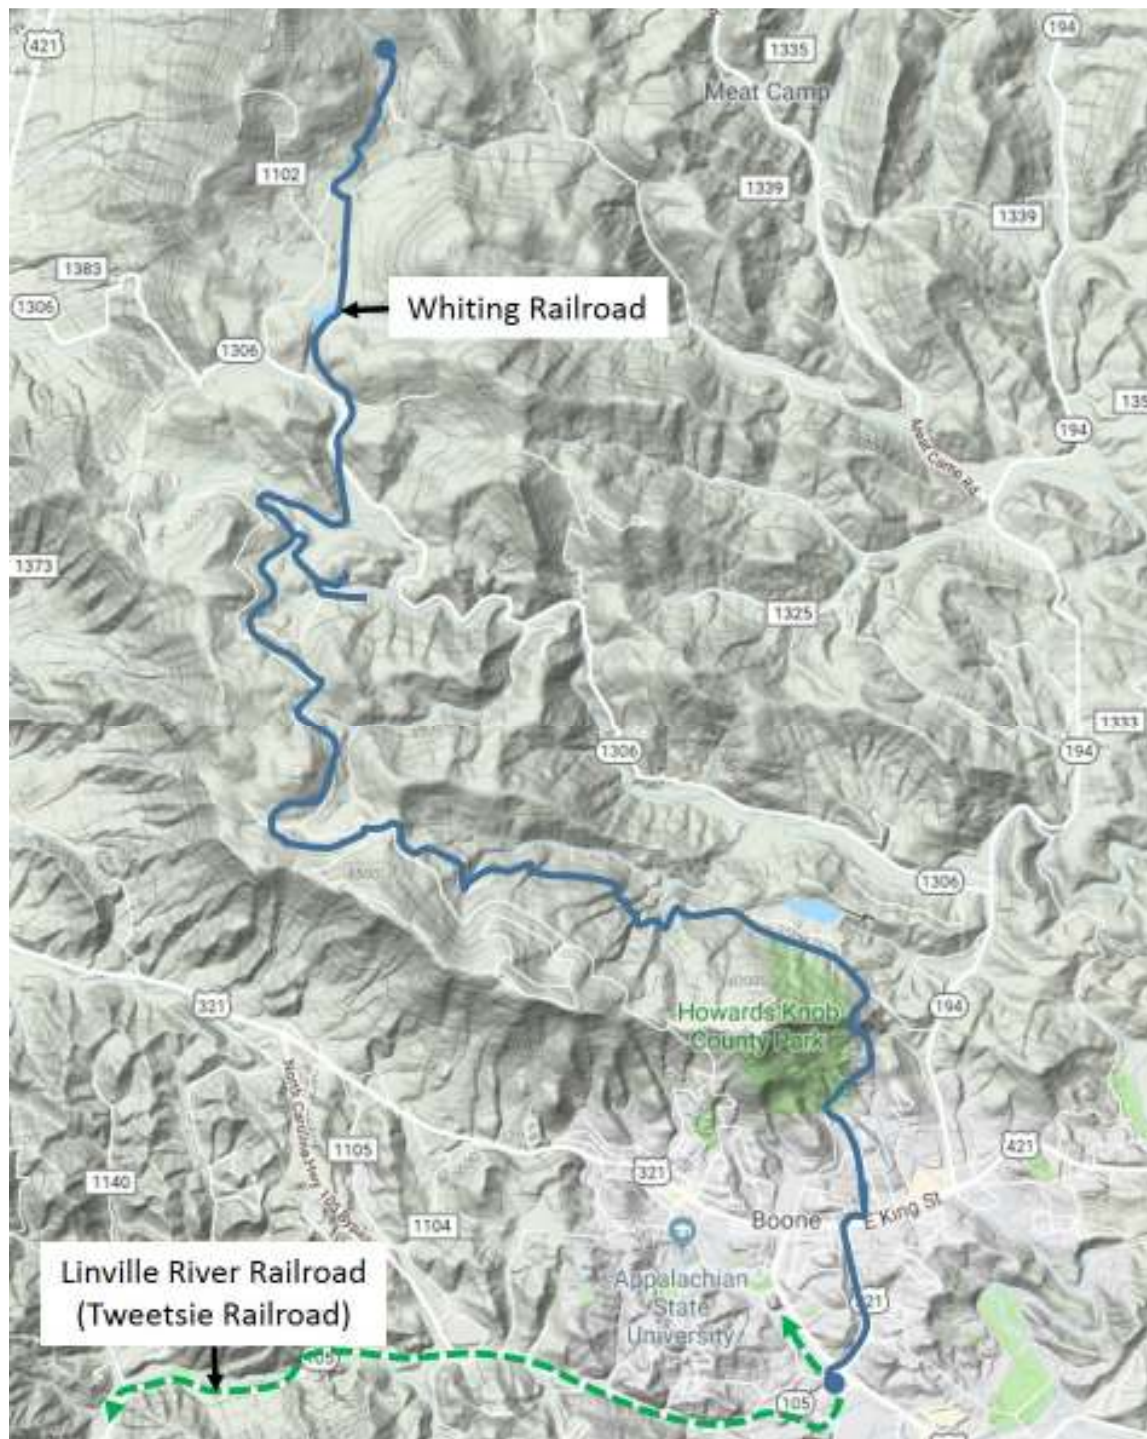 421
1335
194
Meat Camp
1102
1339
1339
1383
1306
Whiting Railroad
1306
194
Meat Camp Rd
1373
1325
1306
194
1306
321
194
Howards Knob
County Park
1105
321
421
1140
1104
Boone
E King St
Linville River Railroad
(Tweetsie Railroad)
Appalachian
State
University
105
105